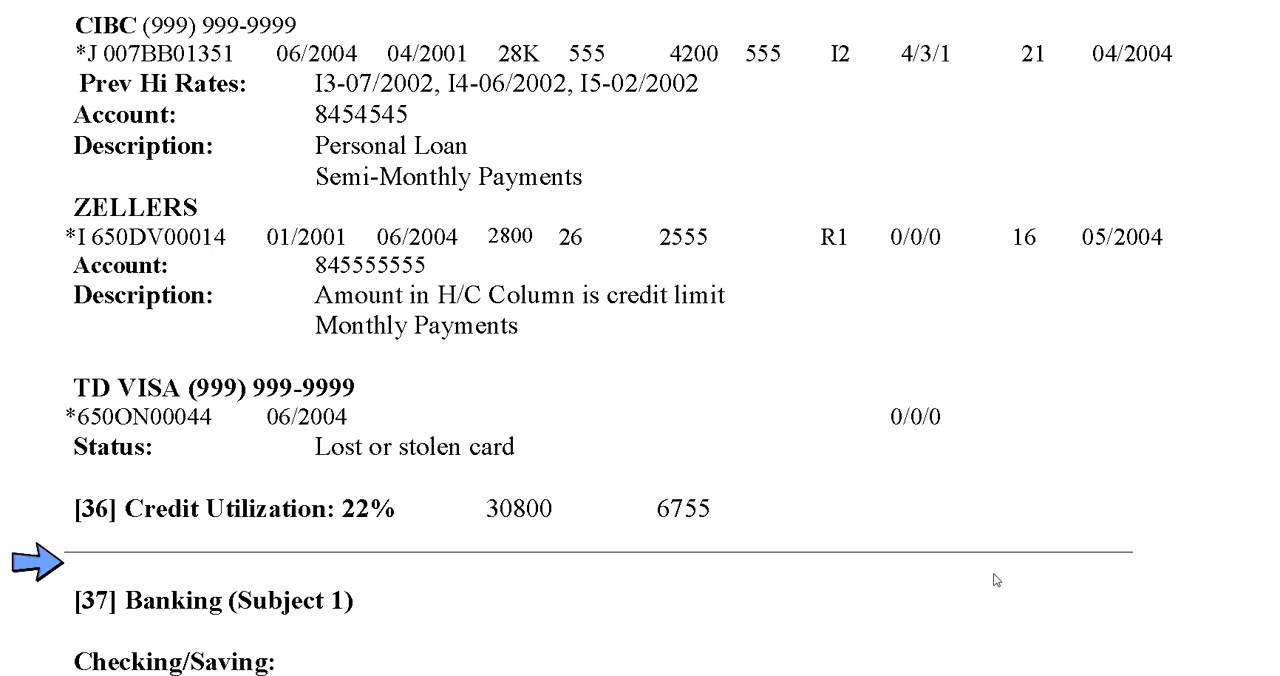 CIBC (999) 999-9999
*J 007BB01351 06/2004 04/2001 28K 555 4200 555 I2 4/3/1 21 04/2004
Prev Hi Rates: I3-07/2002, I4-06/2002, I5-02/2002
Account: 8454545
Description: Personal Loan
Semi-Monthly Payments
ZELLERS
*I 650DV00014 01/2001 06/2004 2800 26 2555 R1 0/0/0 16 05/2004
Account: 845555555
Description: Amount in H/C Column is credit limit
Monthly Payments
TD VISA (999) 999-9999
*650ON00044 06/2004 0/0/0
Status: Lost or stolen card
[36] Credit Utilization: 22% 30800 6755
[37] Banking (Subject 1)
Checking/Saving: